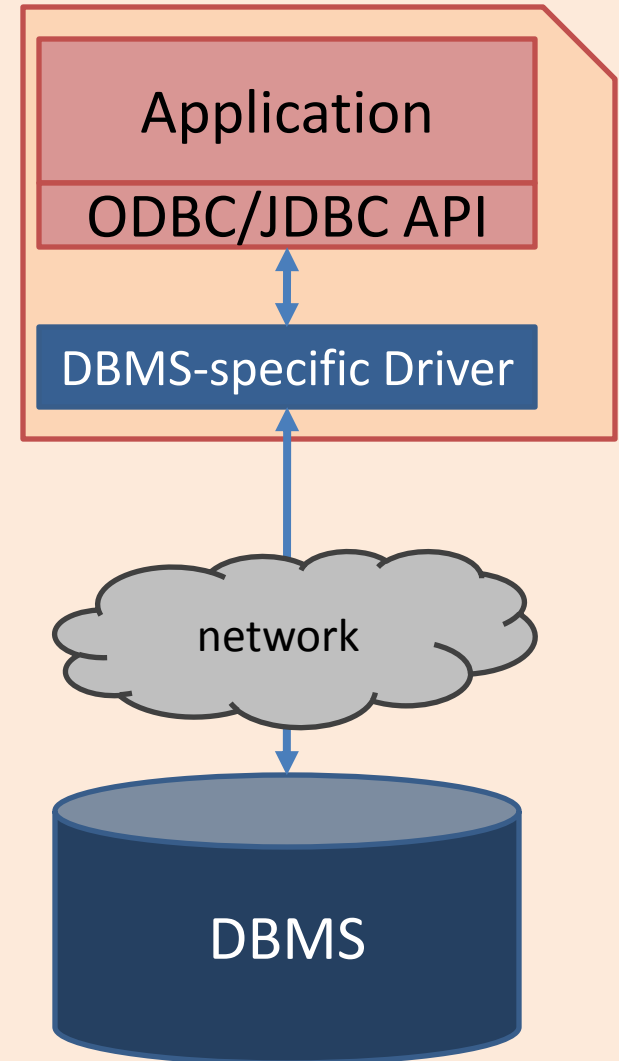 Application
ODBC/JDBC API
DBMS-specific Driver
network
DBMS